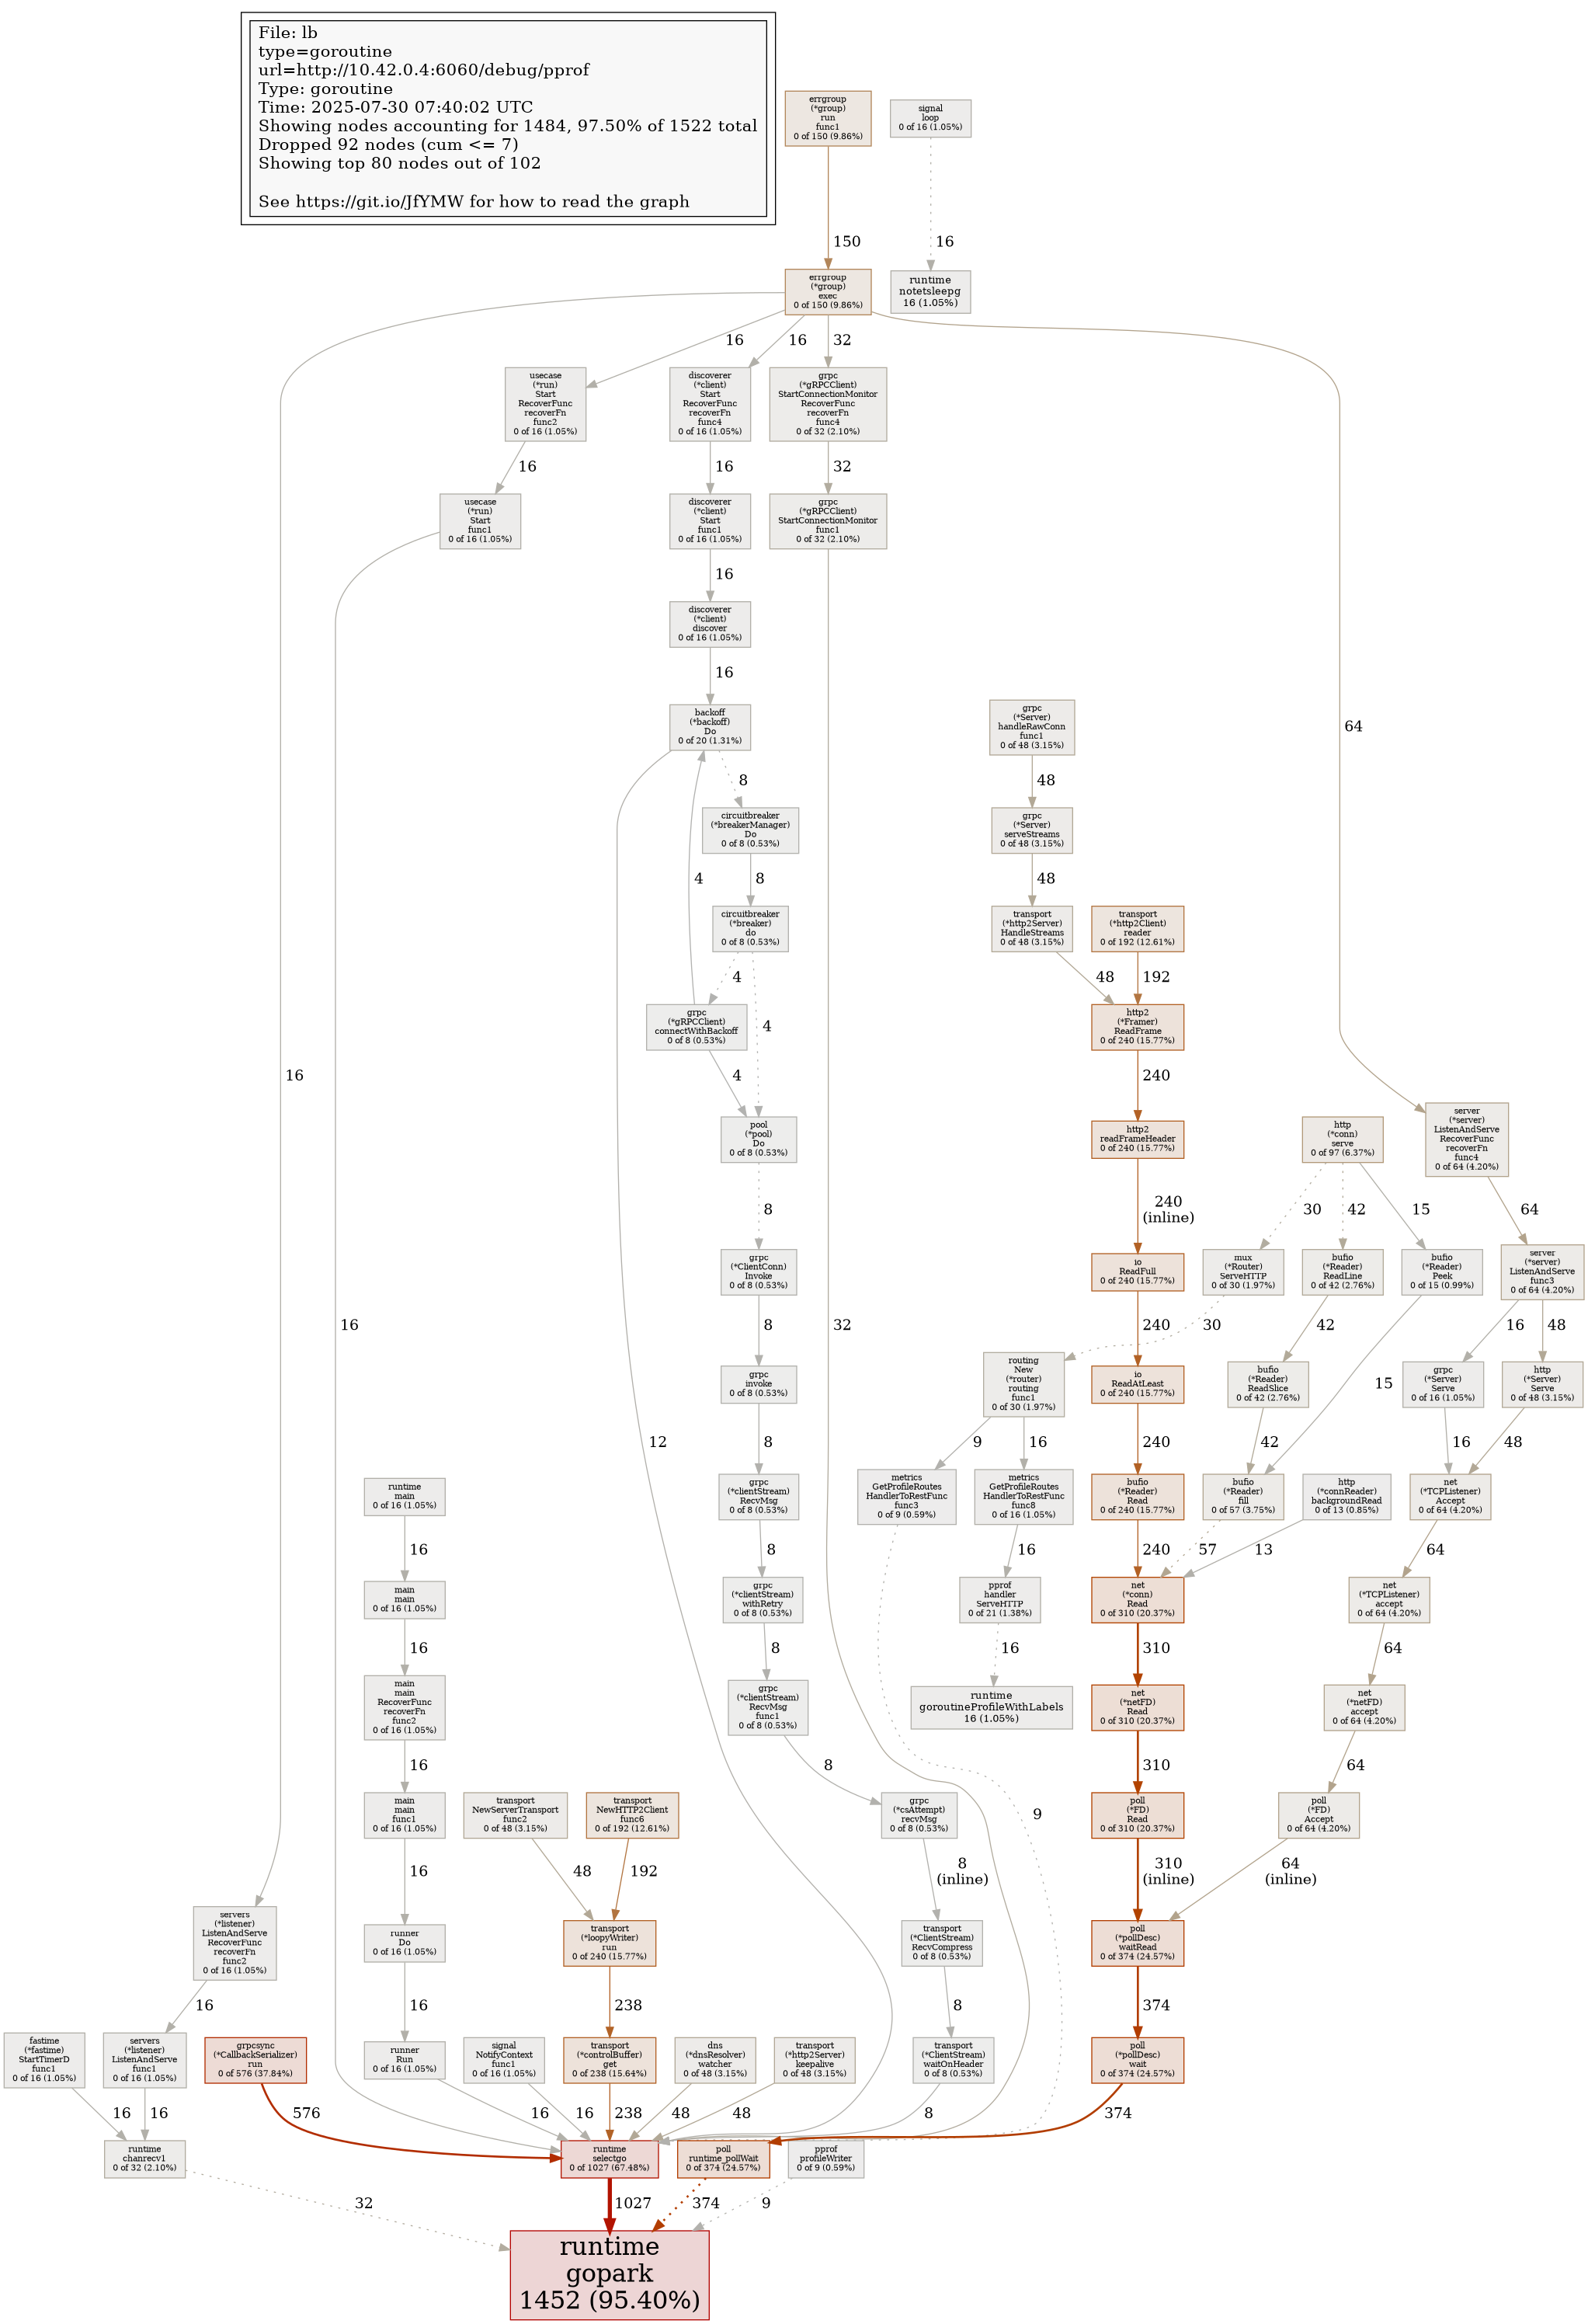 File: lb
type=goroutine
url=http://10.42.0.4:6060/debug/pprof
Type: goroutine
Time: 2025-07-30 07:40:02 UTC
Showing nodes accounting for 1484, 97.50% of 1522 total
Dropped 92 nodes (cum <= 7)
Showing top 80 nodes out of 102
See https://git.io/JfYMW for how to read the graph
errgroup
(*group)
run
func1
0 of 150 (9.86%)
signal
loop
0 of 16 (1.05%)
150
16
errgroup
(*group)
exec
0 of 150 (9.86%)
runtime
notetsleepg
16 (1.05%)
16
16
32
usecase
(*run)
Start
RecoverFunc
recoverFn
func2
0 of 16 (1.05%)
discoverer
(*client)
Start
RecoverFunc
recoverFn
func4
0 of 16 (1.05%)
grpc
(*gRPCClient)
StartConnectionMonitor
RecoverFunc
recoverFn
func4
0 of 32 (2.10%)
16
16
32
usecase
(*run)
Start
func1
0 of 16 (1.05%)
discoverer
(*client)
Start
func1
0 of 16 (1.05%)
grpc
(*gRPCClient)
StartConnectionMonitor
func1
0 of 32 (2.10%)
16
discoverer
(*client)
discover
0 of 16 (1.05%)
16
backoff
(*backoff)
Do
0 of 20 (1.31%)
grpc
(*Server)
handleRawConn
func1
0 of 48 (3.15%)
64
8
48
circuitbreaker
(*breakerManager)
Do
0 of 8 (0.53%)
grpc
(*Server)
serveStreams
0 of 48 (3.15%)
4
8
48
circuitbreaker
(*breaker)
do
0 of 8 (0.53%)
transport
(*http2Server)
HandleStreams
0 of 48 (3.15%)
transport
(*http2Client)
reader
0 of 192 (12.61%)
4
48
192
grpc
(*gRPCClient)
connectWithBackoff
0 of 8 (0.53%)
4
http2
(*Framer)
ReadFrame
0 of 240 (15.77%)
16
4
240
pool
(*pool)
Do
0 of 8 (0.53%)
http2
readFrameHeader
0 of 240 (15.77%)
http
(*conn)
serve
0 of 97 (6.37%)
server
(*server)
ListenAndServe
RecoverFunc
recoverFn
func4
0 of 64 (4.20%)
8
240
(inline)
30
42
15
64
grpc
(*ClientConn)
Invoke
0 of 8 (0.53%)
io
ReadFull
0 of 240 (15.77%)
mux
(*Router)
ServeHTTP
0 of 30 (1.97%)
bufio
(*Reader)
ReadLine
0 of 42 (2.76%)
bufio
(*Reader)
Peek
0 of 15 (0.99%)
server
(*server)
ListenAndServe
func3
0 of 64 (4.20%)
16
8
32
240
30
42
16
48
grpc
invoke
0 of 8 (0.53%)
routing
New
(*router)
routing
func1
0 of 30 (1.97%)
io
ReadAtLeast
0 of 240 (15.77%)
bufio
(*Reader)
ReadSlice
0 of 42 (2.76%)
15
grpc
(*Server)
Serve
0 of 16 (1.05%)
http
(*Server)
Serve
0 of 48 (3.15%)
12
8
9
16
240
42
16
48
runtime
main
0 of 16 (1.05%)
grpc
(*clientStream)
RecvMsg
0 of 8 (0.53%)
metrics
GetProfileRoutes
HandlerToRestFunc
func3
0 of 9 (0.59%)
metrics
GetProfileRoutes
HandlerToRestFunc
func8
0 of 16 (1.05%)
bufio
(*Reader)
Read
0 of 240 (15.77%)
bufio
(*Reader)
fill
0 of 57 (3.75%)
http
(*connReader)
backgroundRead
0 of 13 (0.85%)
net
(*TCPListener)
Accept
0 of 64 (4.20%)
16
8
16
240
57
13
64
main
main
0 of 16 (1.05%)
grpc
(*clientStream)
withRetry
0 of 8 (0.53%)
pprof
handler
ServeHTTP
0 of 21 (1.38%)
net
(*conn)
Read
0 of 310 (20.37%)
net
(*TCPListener)
accept
0 of 64 (4.20%)
16
8
16
310
64
main
main
RecoverFunc
recoverFn
func2
0 of 16 (1.05%)
grpc
(*clientStream)
RecvMsg
func1
0 of 8 (0.53%)
runtime
goroutineProfileWithLabels
16 (1.05%)
net
(*netFD)
Read
0 of 310 (20.37%)
net
(*netFD)
accept
0 of 64 (4.20%)
16
8
310
64
main
main
func1
0 of 16 (1.05%)
transport
NewServerTransport
func2
0 of 48 (3.15%)
transport
NewHTTP2Client
func6
0 of 192 (12.61%)
grpc
(*csAttempt)
recvMsg
0 of 8 (0.53%)
9
poll
(*FD)
Read
0 of 310 (20.37%)
poll
(*FD)
Accept
0 of 64 (4.20%)
16
48
192
8
(inline)
310
(inline)
64
(inline)
servers
(*listener)
ListenAndServe
RecoverFunc
recoverFn
func2
0 of 16 (1.05%)
runner
Do
0 of 16 (1.05%)
transport
(*loopyWriter)
run
0 of 240 (15.77%)
transport
(*ClientStream)
RecvCompress
0 of 8 (0.53%)
poll
(*pollDesc)
waitRead
0 of 374 (24.57%)
16
16
238
8
374
fastime
(*fastime)
StartTimerD
func1
0 of 16 (1.05%)
servers
(*listener)
ListenAndServe
func1
0 of 16 (1.05%)
grpcsync
(*CallbackSerializer)
run
0 of 576 (37.84%)
runner
Run
0 of 16 (1.05%)
signal
NotifyContext
func1
0 of 16 (1.05%)
transport
(*controlBuffer)
get
0 of 238 (15.64%)
dns
(*dnsResolver)
watcher
0 of 48 (3.15%)
transport
(*http2Server)
keepalive
0 of 48 (3.15%)
transport
(*ClientStream)
waitOnHeader
0 of 8 (0.53%)
poll
(*pollDesc)
wait
0 of 374 (24.57%)
16
16
576
16
16
238
48
48
8
374
runtime
chanrecv1
0 of 32 (2.10%)
runtime
selectgo
0 of 1027 (67.48%)
poll
runtime_pollWait
0 of 374 (24.57%)
pprof
profileWriter
0 of 9 (0.59%)
32
1027
374
9
runtime
gopark
1452 (95.40%)